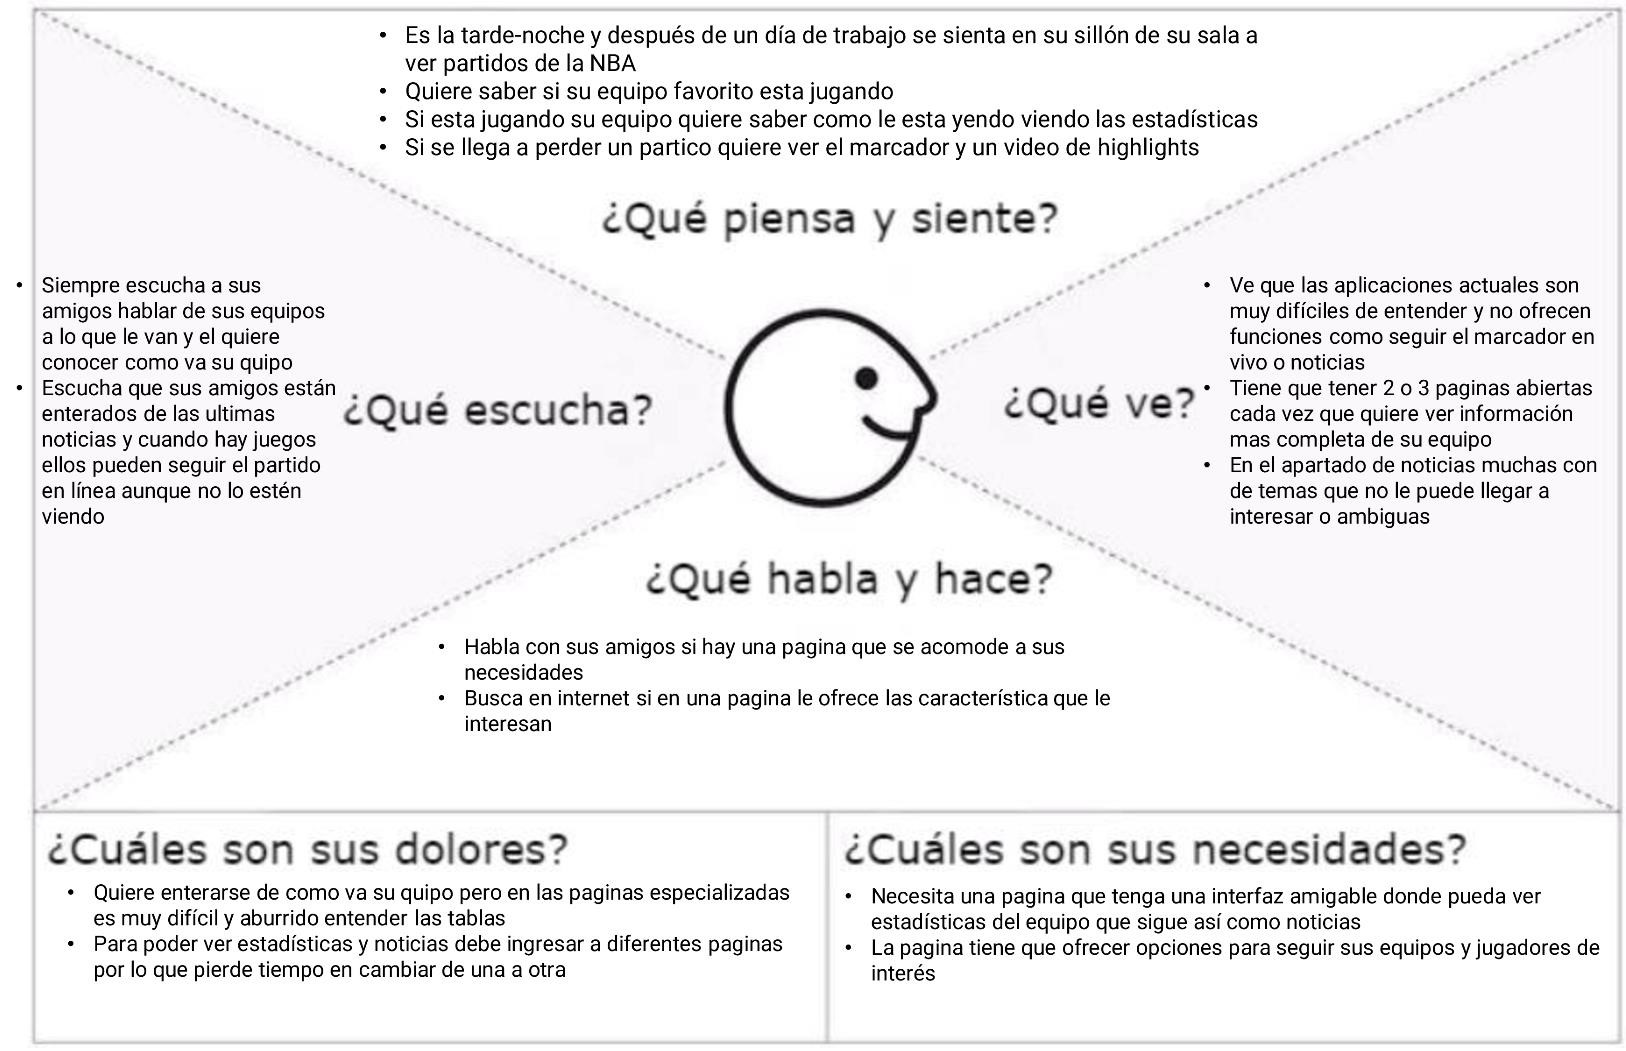 • Es la tarde-noche y después de un día de trabajo se sienta en su sillón de su sala a
ver partidos de la NBA
• Quiere saber si su equipo favorito esta jugando
• Si esta jugando su equipo quiere saber como le esta yendo viendo las estadísticas
• Si se llega a perder un partico quiere ver el marcador y un video de highlights
¿Qué piensa y siente?
• Siempre escucha a sus
amigos hablar de sus equipos
a lo que le van y el quiere
conocer como va su quipo
• Escucha que sus amigos están
enterados de las ultimas
noticias y cuando hay juegos
ellos pueden seguir el partido
en línea aunque no lo estén
viendo
¿Qué escucha?
¿Qué ve?
• Ve que las aplicaciones actuales son
muy difíciles de entender y no ofrecen
funciones como seguir el marcador en
vivo o noticias
• Tiene que tener 2 o 3 paginas abiertas
cada vez que quiere ver información
mas completa de su equipo
• En el apartado de noticias muchas con
de temas que no le puede llegar a
interesar o ambiguas
¿Qué habla y hace?
• Habla con sus amigos si hay una pagina que se acomode a sus
necesidades
• Busca en internet si en una pagina le ofrece las característica que le
interesan
¿Cuáles son sus dolores?
• Quiere enterarse de como va su quipo pero en las paginas especializadas
es muy difícil y aburrido entender las tablas
• Para poder ver estadísticas y noticias debe ingresar a diferentes paginas
por lo que pierde tiempo en cambiar de una a otra
¿Cuáles son sus necesidades?
• Necesita una pagina que tenga una interfaz amigable donde pueda ver
estadísticas del equipo que sigue así como noticias
• La pagina tiene que ofrecer opciones para seguir sus equipos y jugadores de
interés